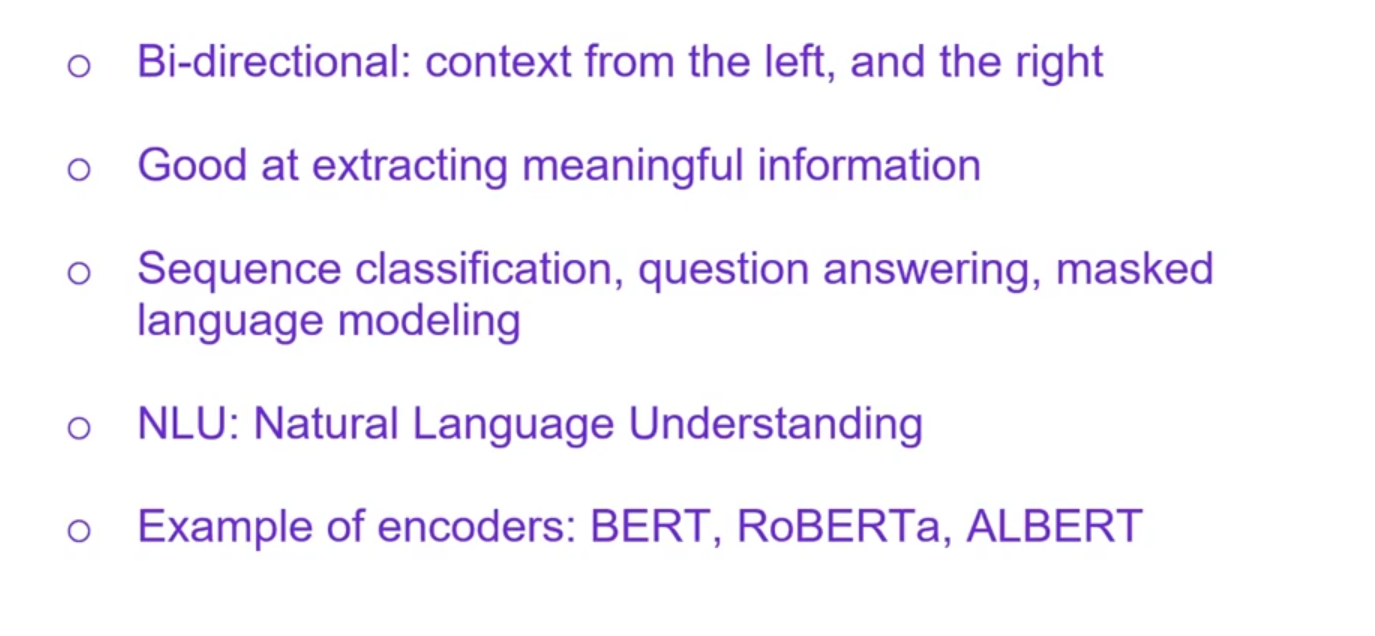 ○ Bi-directional: context from the left, and the right
○ Good at extracting meaningful information
○ Sequence classification, question answering, masked
language modeling
○ NLU: Natural Language Understanding
○ Example of encoders: BERT, RoBERTa, ALBERT